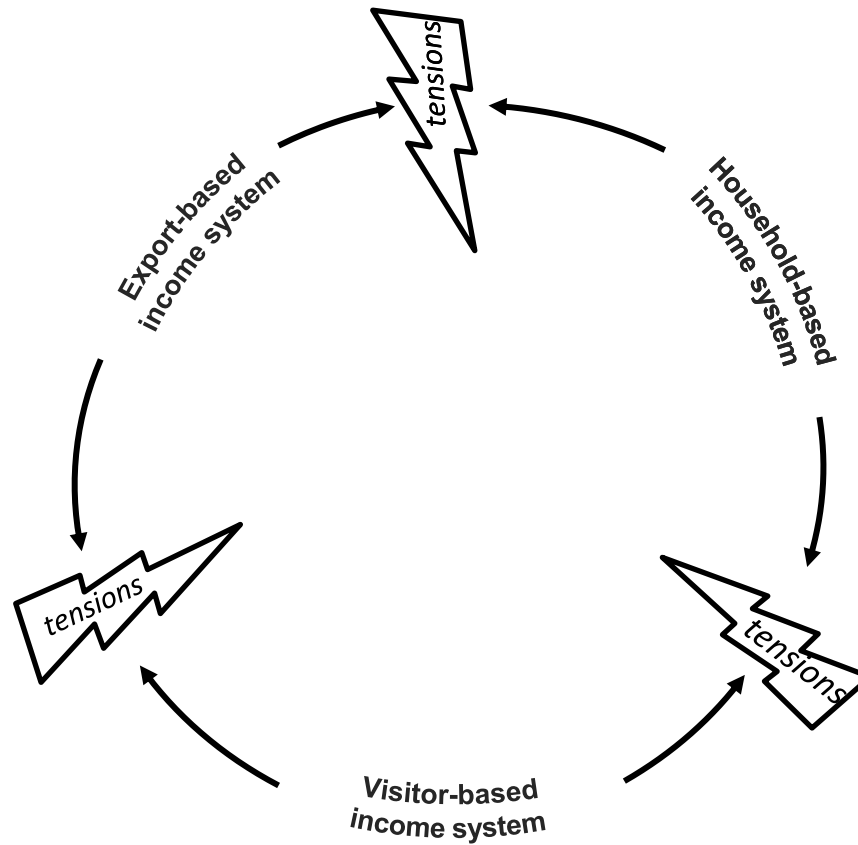 tensions
Export-based
income system
Household-based
income system
tensions
tensions
Visitor-based
income system